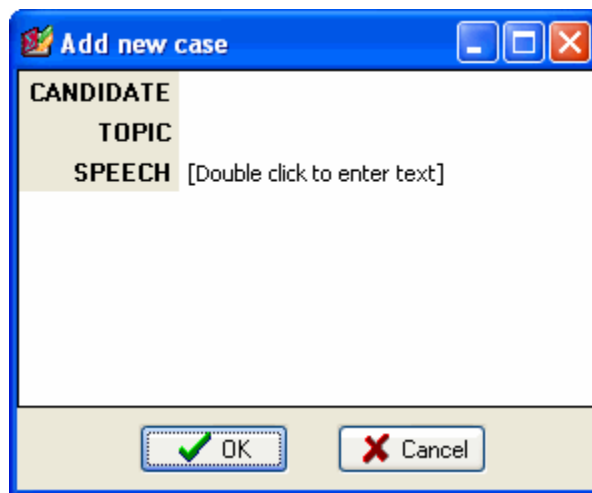 Add new case
CANDIDATE
TOPIC
SPEECH [Double click to enter text]
OK Cancel